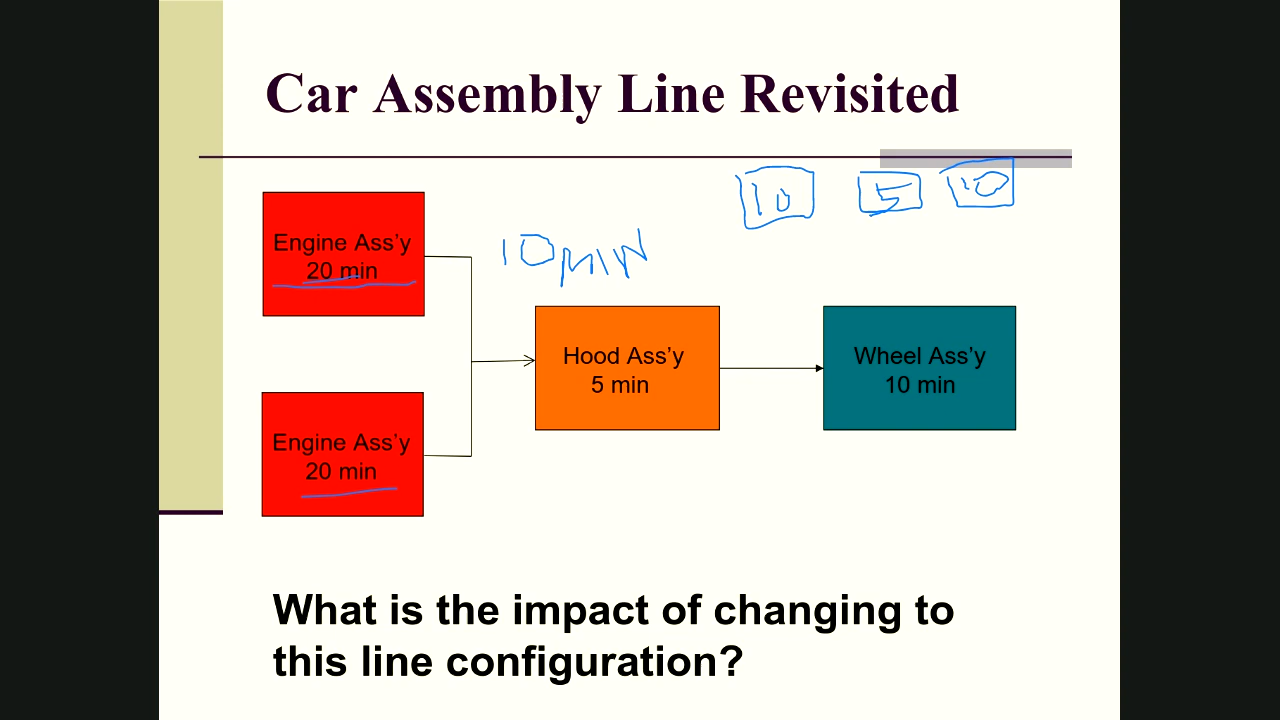 Car Assembly Line Revisited
10 5 10
Engine Ass'y
20 min
10 min
Hood Ass'y
5 min
Wheel Ass'y
10 min
Engine Ass'y
20 min
What is the impact of changing to
this line configuration?